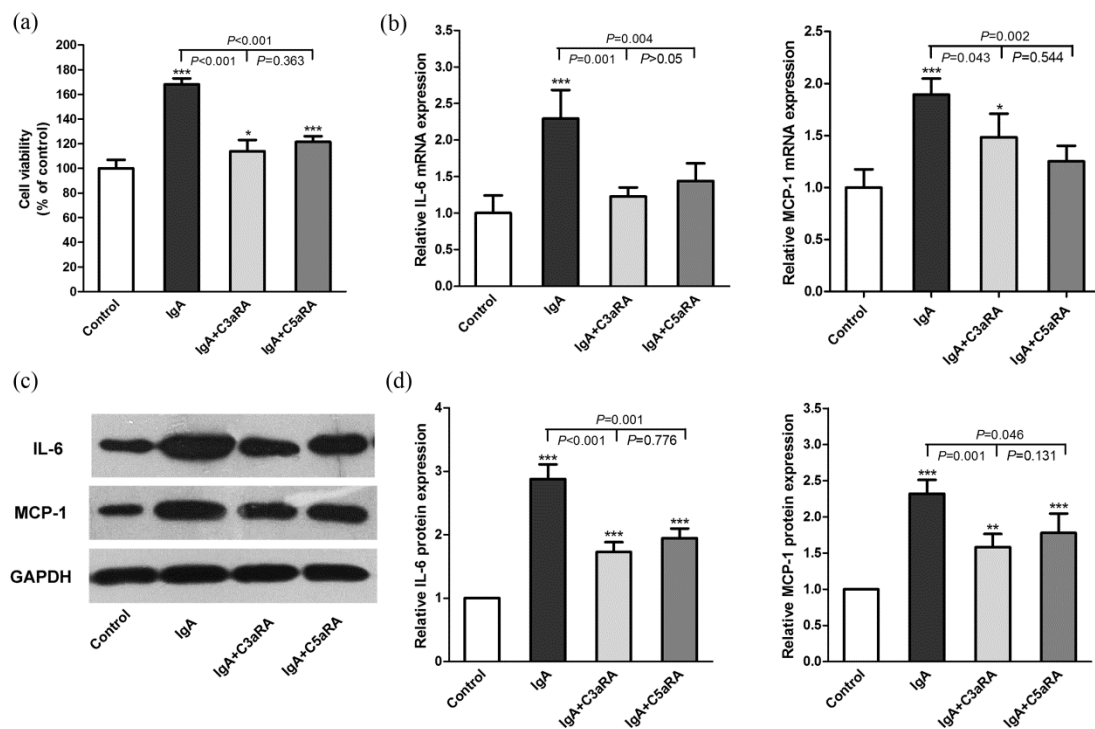 (a)
P<0.001
P<0.001 P=0.363
***
*
***
Cell viability
(% of control)
200
180
160
140
120
100
80
60
40
20
0
Control
IgA
IgA+C3aRA
IgA+C5aRA
(b)
P=0.004
P=0.001 P>0.05
***
Relative IL-6 mRNA expression
3.0
2.5
2.0
1.5
1.0
0.5
0.0
Control
IgA
IgA+C3aRA
IgA+C5aRA
P=0.002
P=0.043 P=0.544
***
*
Relative MCP-1 mRNA expression
2.5
2.0
1.5
1.0
0.5
0.0
Control
IgA
IgA+C3aRA
IgA+C5aRA
(c)
IL-6
MCP-1
GAPDH
Control
IgA
IgA+C3aRA
IgA+C5aRA
(d)
P=0.001
P<0.001 P=0.776
***
***
***
Relative IL-6 protein expression
4
3
2
1
0
Control
IgA
IgA+C3aRA
IgA+C5aRA
P=0.046
P=0.001 P=0.131
***
**
***
Relative MCP-1 protein expression
3.0
2.5
2.0
1.5
1.0
0.5
0.0
Control
IgA
IgA+C3aRA
IgA+C5aRA